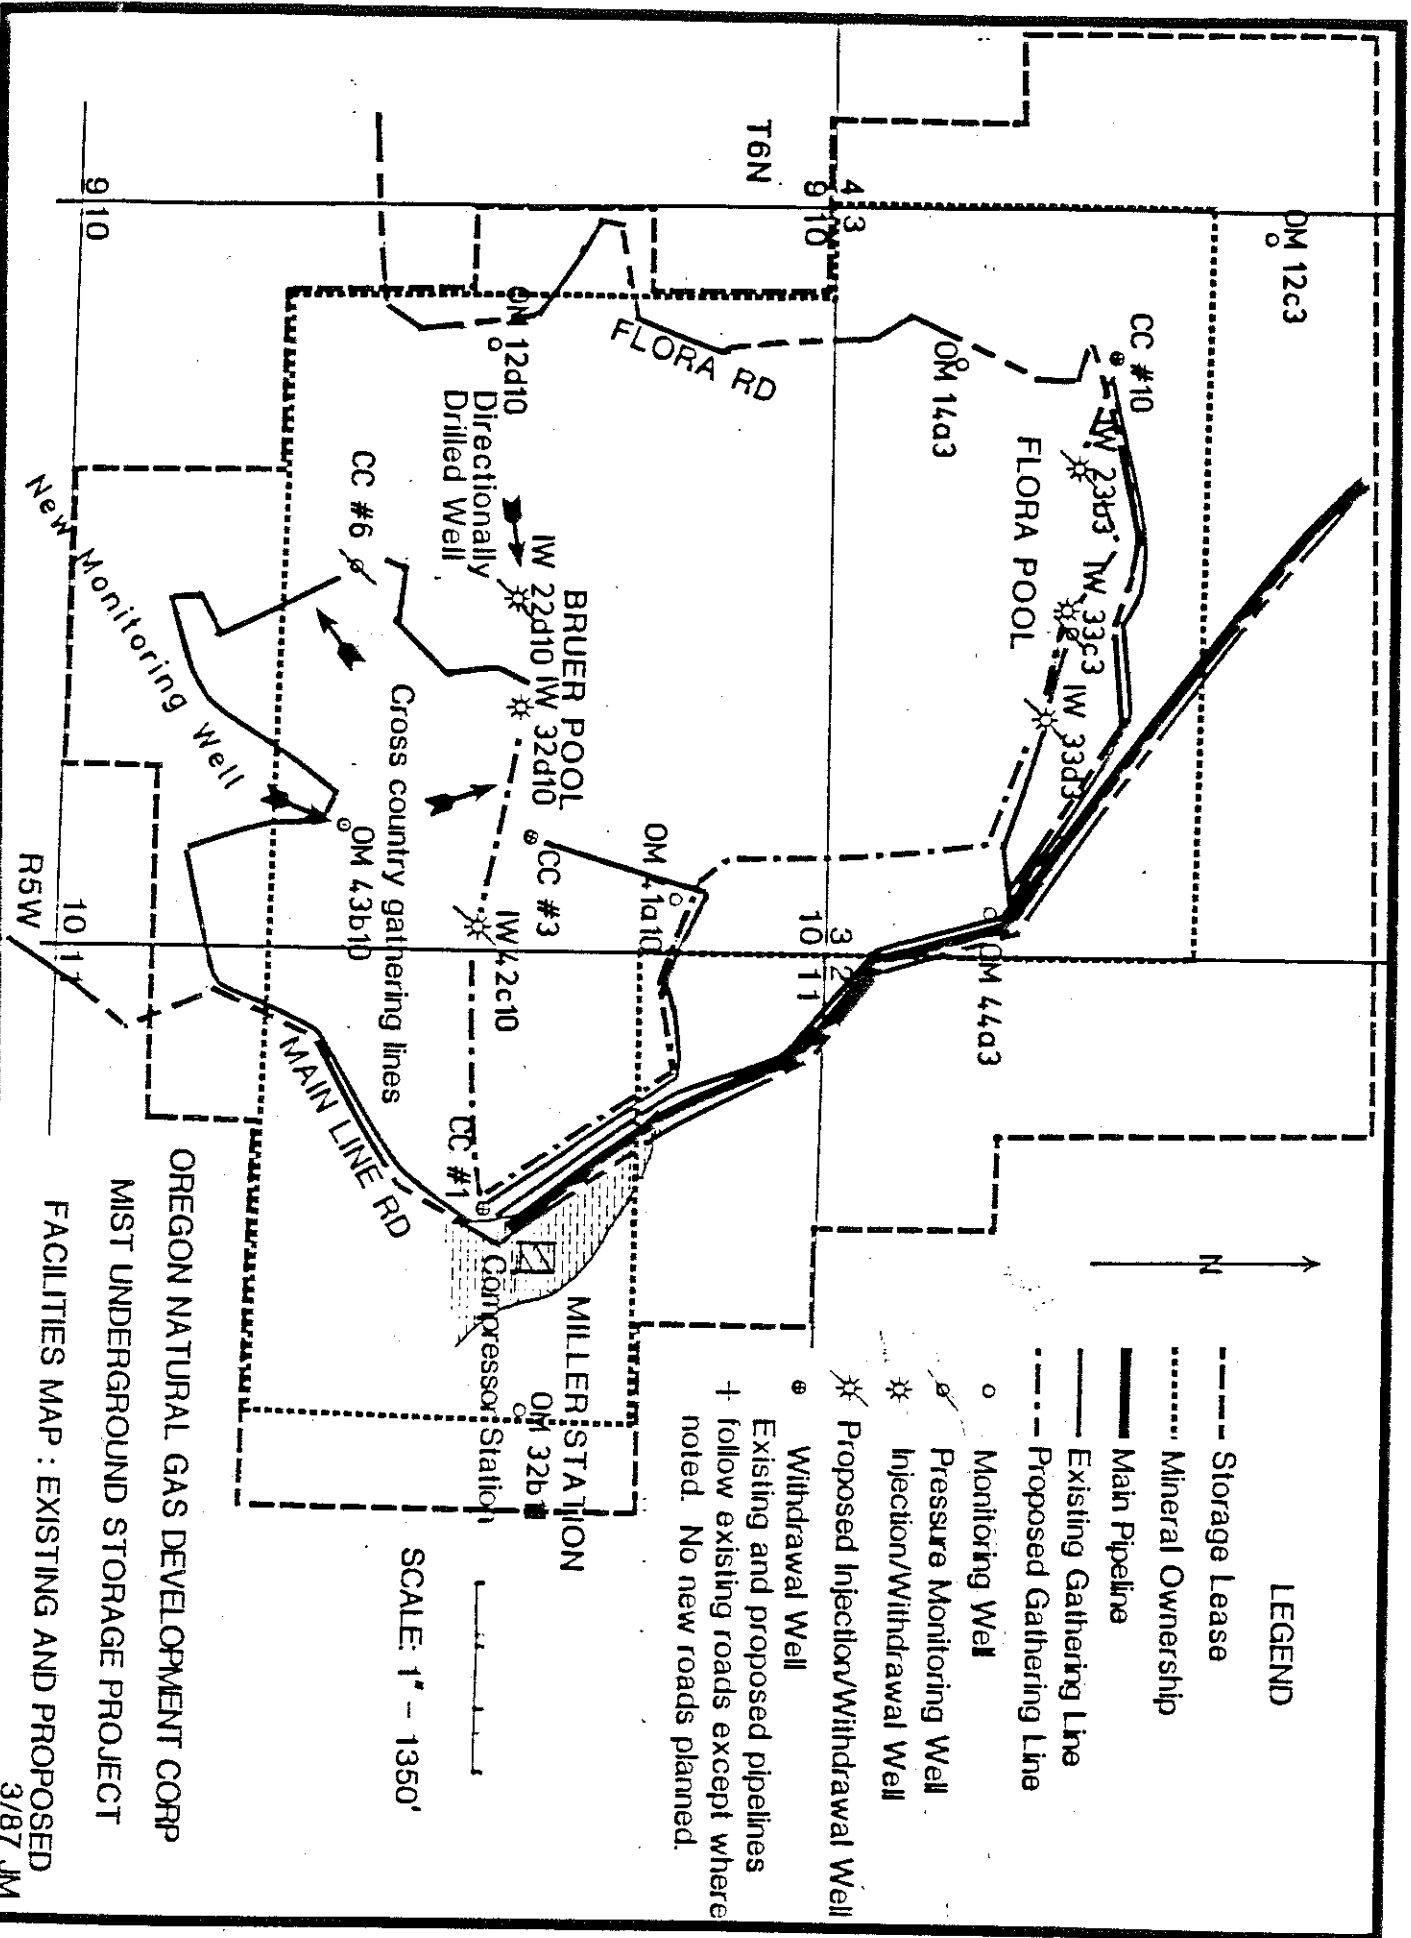 OM 12c3
CC #10
IW 23b3
IW 33c3
IW 33d3
FLORA POOL
OM 14a3
OM 44a3
4
3
9
10
3
2
10
11
T6N
FLORA RD
OM 12d10
Directionally
Drilled Well
BRUER POOL
IW 22d10
IW 32d10
CC #3
OM 41a10
IW 42c10
CC #6
Cross country gathering lines
OM 43b10
New Monitoring Well
CC #1
MAIN LINE RD
MILLER STATION
Compressor Station
9
10
10
11
R5W
N
LEGEND
Storage Lease
Mineral Ownership
Main Pipeline
Existing Gathering Line
Proposed Gathering Line
Monitoring Well
Pressure Monitoring Well
Injection/Withdrawal Well
Proposed Injection/Withdrawal Well
Withdrawal Well
Existing and proposed pipelines
+ follow existing roads except where
noted. No new roads planned.
SCALE: 1" - 1350'
OREGON NATURAL GAS DEVELOPMENT CORP
MIST UNDERGROUND STORAGE PROJECT
FACILITIES MAP : EXISTING AND PROPOSED
3/87 JM